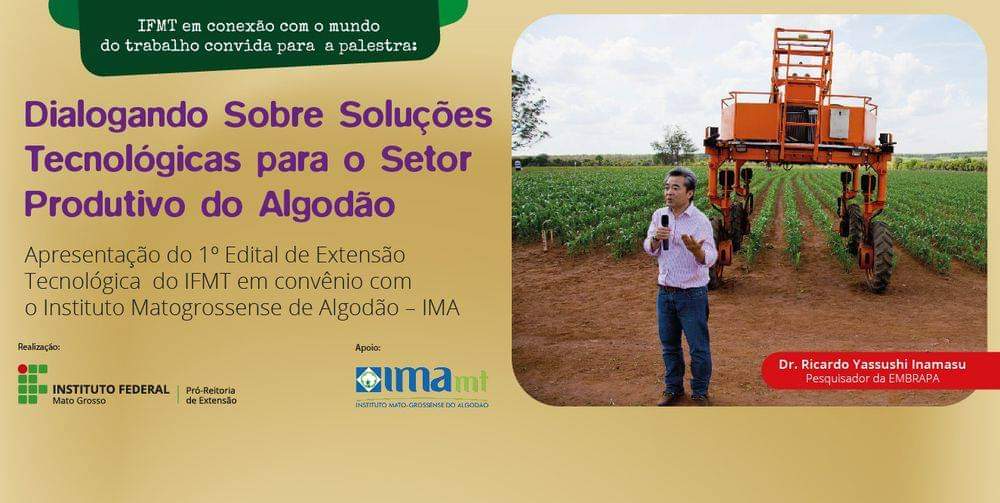 IFMT em conexão com o mundo
do trabalho convida para a palestra:
Dialogando Sobre Soluções
Tecnológicas para o Setor
Produtivo do Algodão
Apresentação do 1º Edital de Extensão
Tecnológica do IFMT em convênio com
o Instituto Matogrossense de Algodão – IMA
Realização:
INSTITUTO FEDERAL
Mato Grosso
Pró-Reitoria
de Extensão
Apoio:
imamt
INSTITUTO MATO-GROSSENSE DO ALGODÃO
Dr. Ricardo Yassushi Inamasu
Pesquisador da EMBRAPA